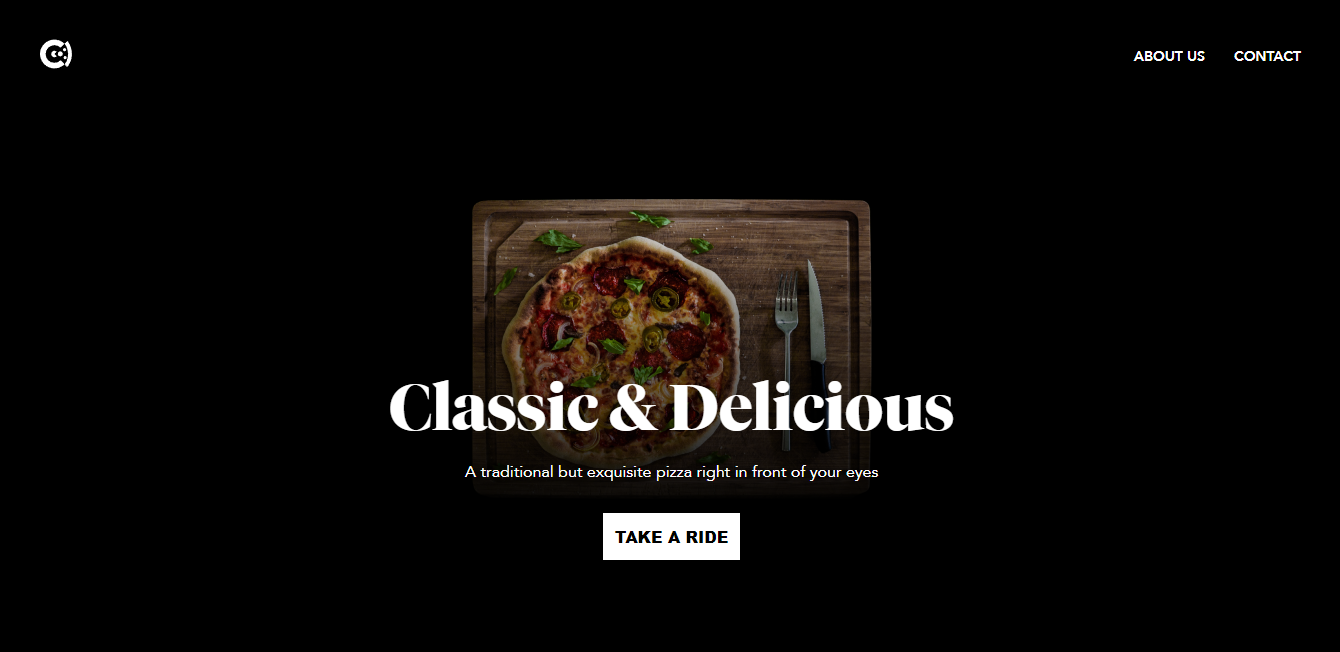 ABOUT US
CONTACT
Classic & Delicious
A traditional but exquisite pizza right in front of your eyes
TAKE A RIDE